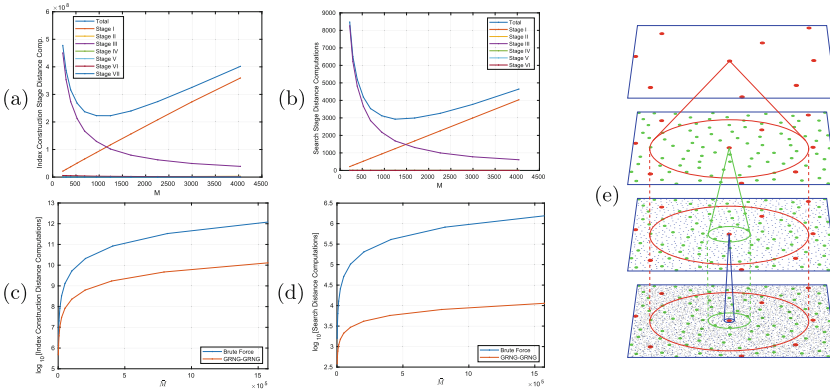 (a)
Index Construction Stage Distance Comp.
6 × 10⁸
5
4
3
2
1
0
0 500 1000 1500 2000 2500 3000 3500 4000 4500
M
Total
Stage I
Stage II
Stage III
Stage IV
Stage V
Stage VI
Stage VII
(b)
Search Stage Distance Computations
9000
8000
7000
6000
5000
4000
3000
2000
1000
0
0 500 1000 1500 2000 2500 3000 3500 4000 4500
M
Total
Stage I
Stage II
Stage III
Stage IV
Stage V
Stage VI
(c)
log 10[Index Construction Distance Computations]
13
12
11
10
9
8
7
6
5
0 5 10 15
× 10⁵
Brute Force
GRNG-GRNG
(d)
log 10[Search Distance Computations]
6.5
6
5.5
5
4.5
4
3.5
3
2.5
0 5 10 15
× 10⁵
Brute Force
GRNG-GRNG
(e)